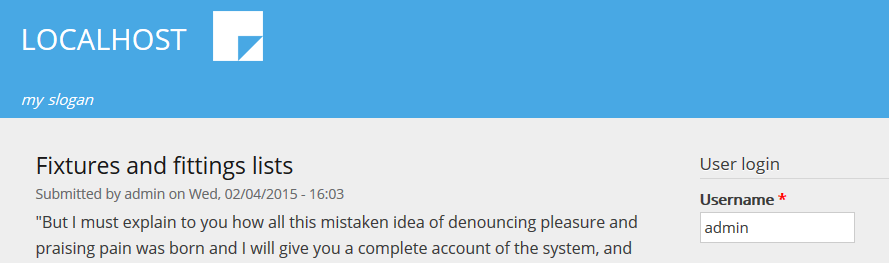 LOCALHOST
my slogan
Fixtures and fittings lists
Submitted by admin on Wed, 02/04/2015 - 16:03
"But I must explain to you how all this mistaken idea of denouncing pleasure and
praising pain was born and I will give you a complete account of the system, and
User login
Username *
admin